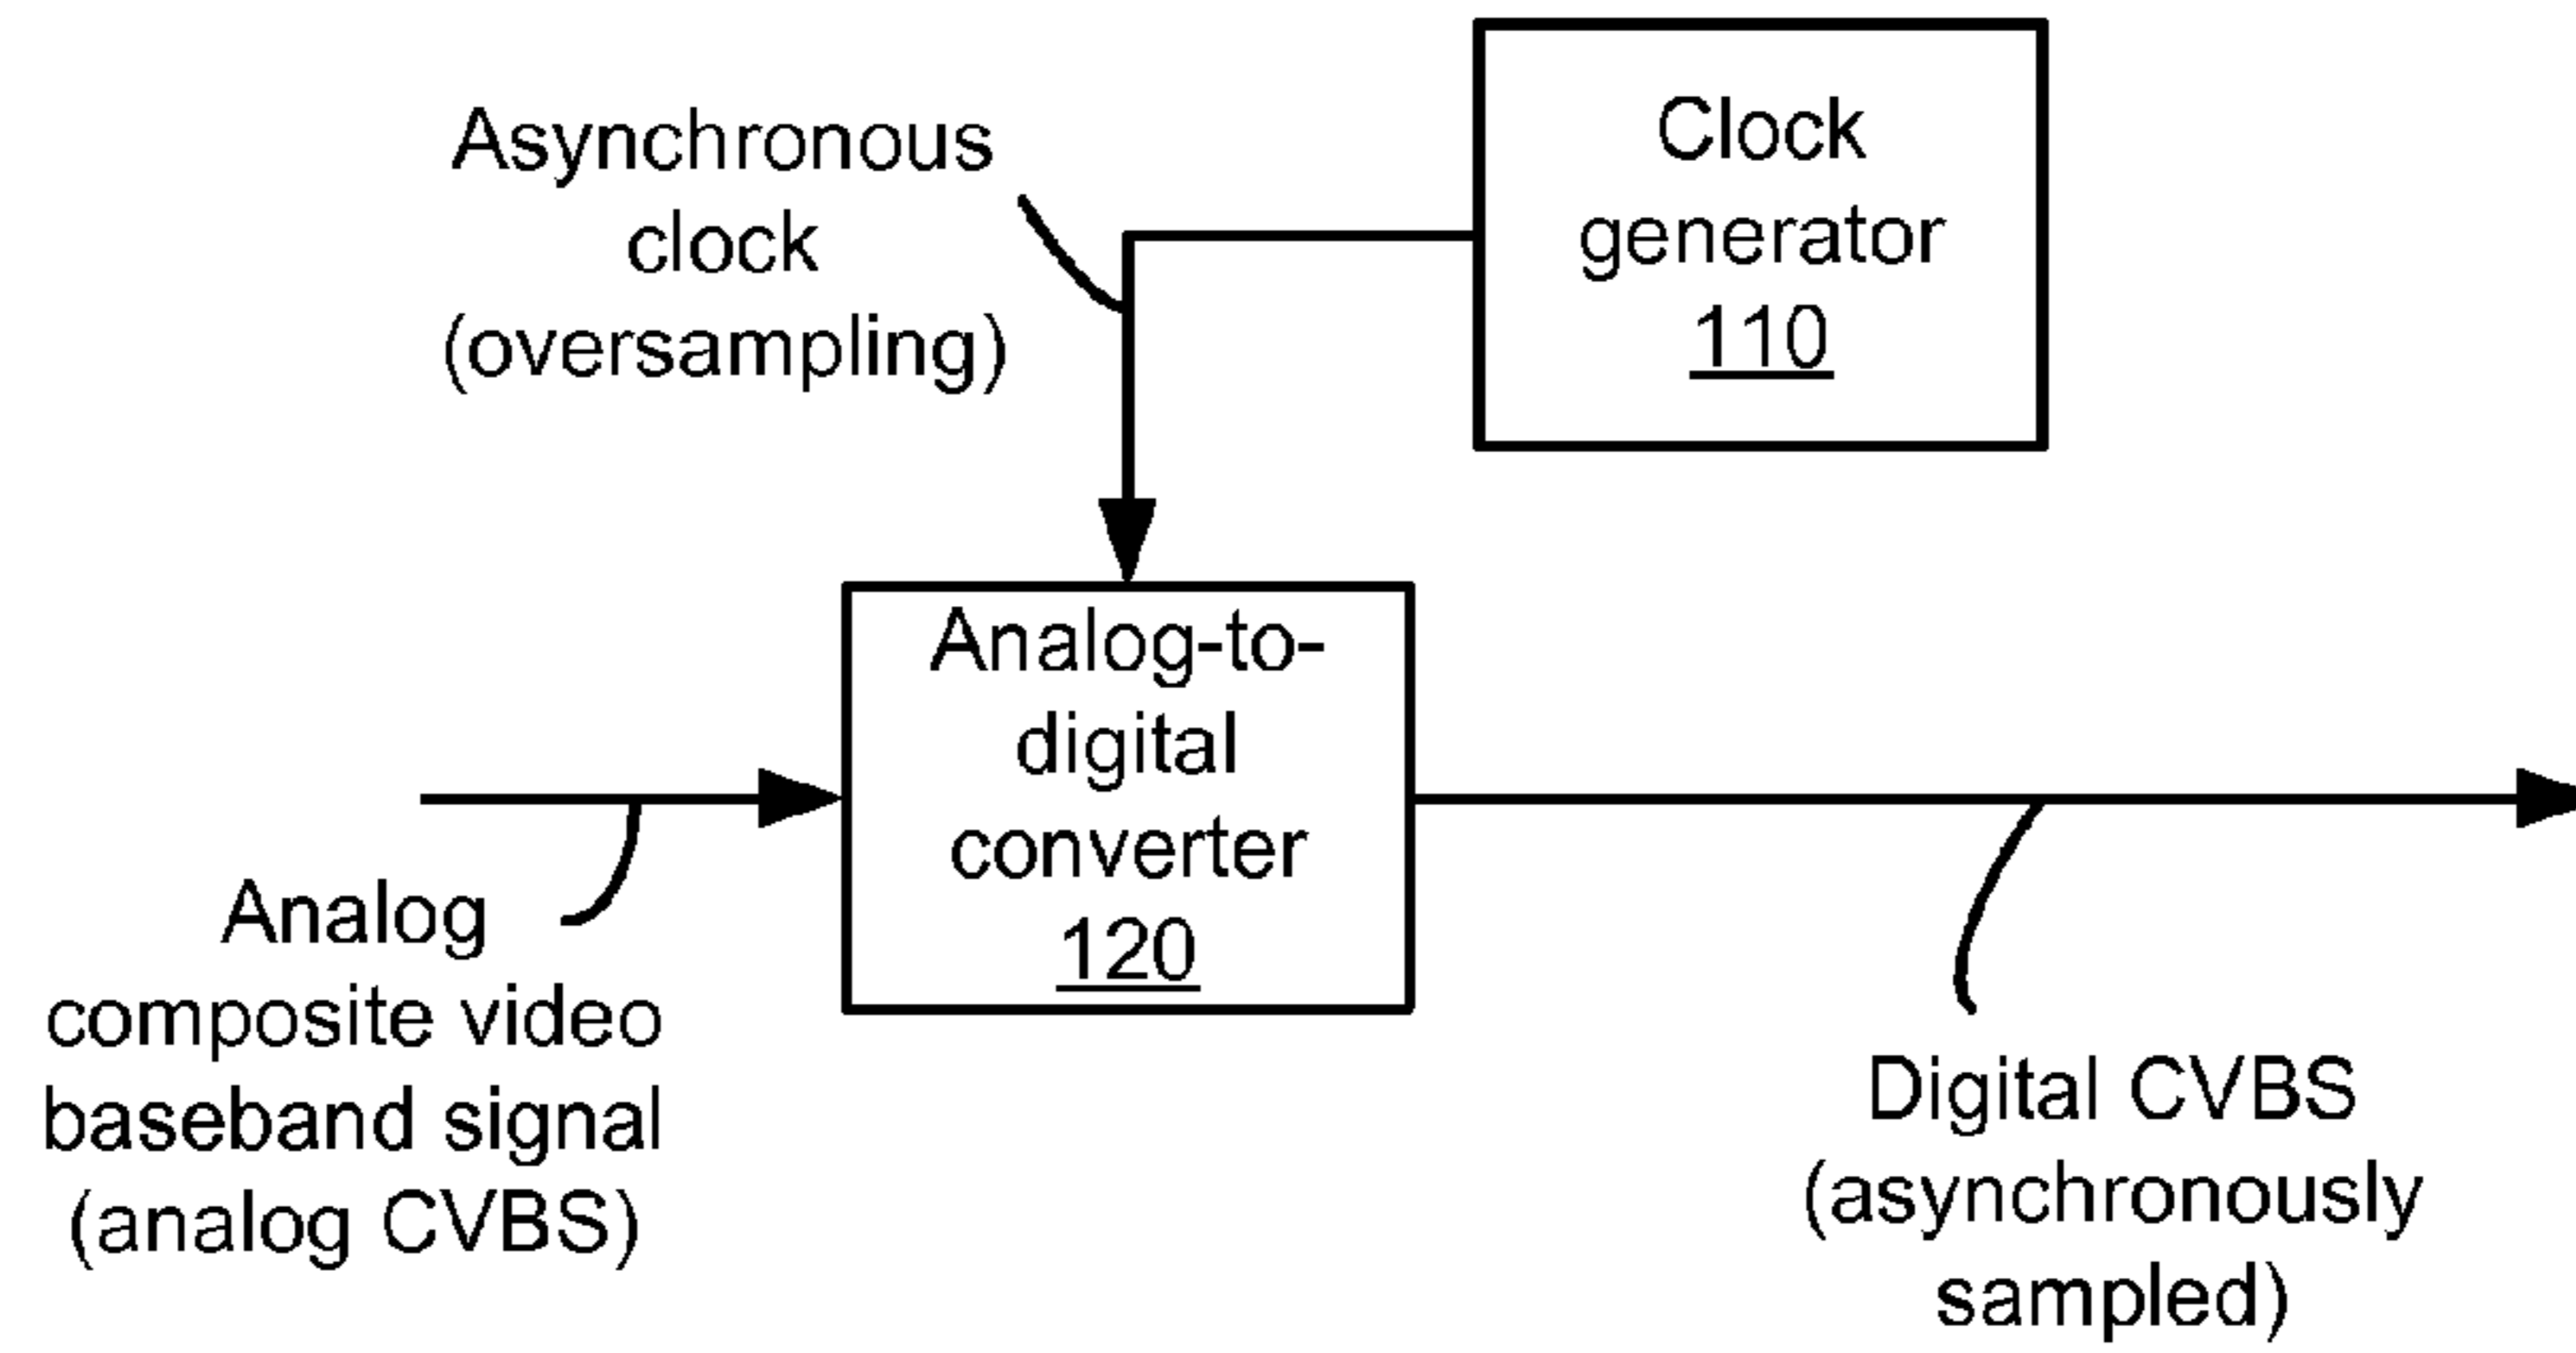 Asynchronous
clock
(oversampling)
Clock
generator
110
Analog-to-
digital
converter
120
Analog
composite video
baseband signal
(analog CVBS)
Digital CVBS
(asynchronously
sampled)